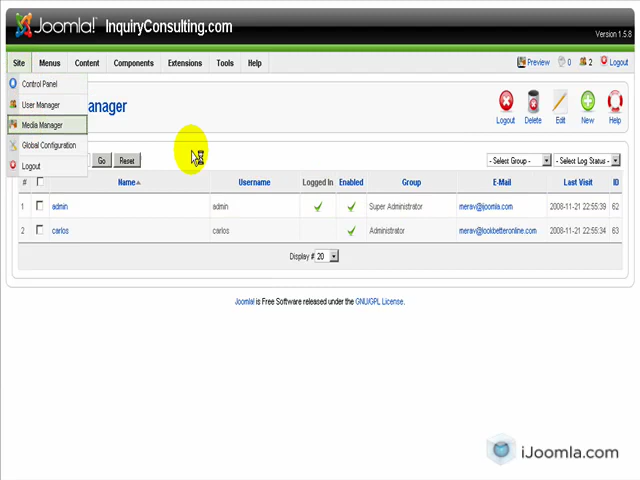 Joomla! InquiryConsulting.com
Version 1.5.8
Site Menus Content Components Extensions Tools Help Preview 0 2 Logout
Control Panel
User Manager
Media Manager
Global Configuration
Logout
anager
Logout Delete Edit New Help
Go Reset - Select Group - - Select Log Status -
# Name Username Logged In Enabled Group E-Mail Last Visit ID
1 admin admin Super Administrator merav@ijoomla.com 2008-11-21 22:55:39 62
2 carlos carlos Administrator merav@lookbetteronline.com 2008-11-21 22:55:34 63
Display # 20
Joomla! is Free Software released under the GNU/GPL License.
iJoomla.com